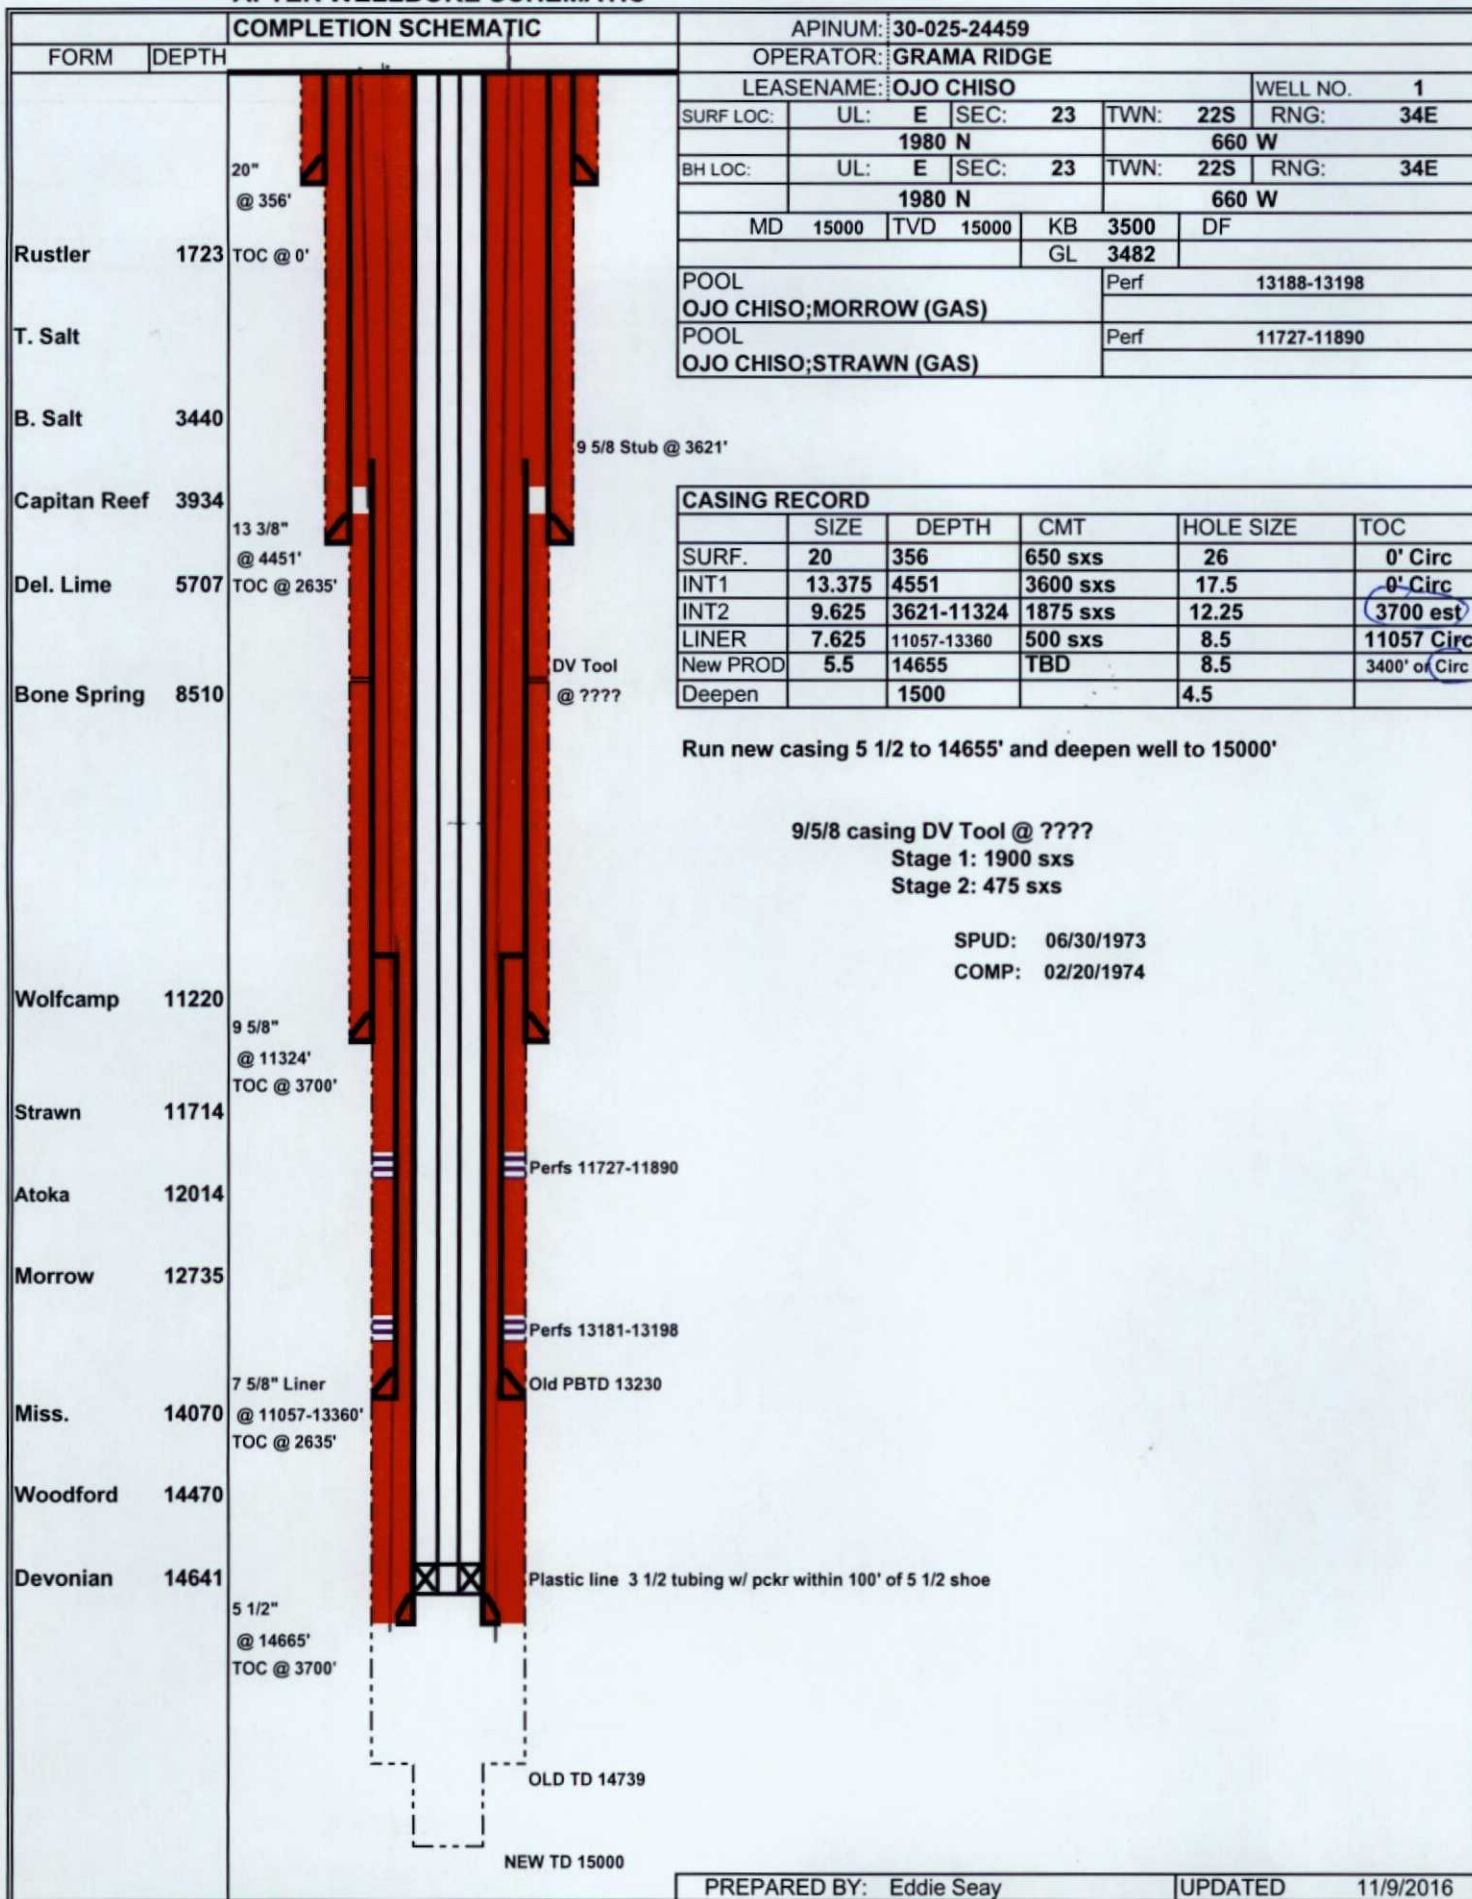 COMPLETION SCHEMATIC
FORM DEPTH
20"
@ 356'
Rustler 1723 TOC @ 0'
T. Salt
B. Salt 3440
9 5/8 Stub @ 3621'
Capitan Reef 3934
13 3/8"
@ 4451'
Del. Lime 5707 TOC @ 2635'
DV Tool
@ ????
Bone Spring 8510
Wolfcamp 11220
9 5/8"
@ 11324'
TOC @ 3700'
Strawn 11714
Perfs 11727-11890
Atoka 12014
Morrow 12735
Perfs 13181-13198
7 5/8" Liner
Old PBTD 13230
Miss. 14070 @ 11057-13360'
TOC @ 2635'
Woodford 14470
Devonian 14641
Plastic line 3 1/2 tubing w/ pckr within 100' of 5 1/2 shoe
5 1/2"
@ 14665'
TOC @ 3700'
OLD TD 14739
NEW TD 15000
APINUM: 30-025-24459
OPERATOR: GRAMA RIDGE
LEASENAME: OJO CHISO WELL NO. 1
SURF LOC: UL: E SEC: 23 TWN: 22S RNG: 34E
1980 N 660 W
BH LOC: UL: E SEC: 23 TWN: 22S RNG: 34E
1980 N 660 W
MD 15000 TVD 15000 KB 3500 DF
GL 3482
POOL Perf 13188-13198
OJO CHISO;MORROW (GAS)
POOL Perf 11727-11890
OJO CHISO;STRAWN (GAS)
CASING RECORD
SIZE DEPTH CMT HOLE SIZE TOC
SURF. 20 356 650 sxs 26 0' Circ
INT1 13.375 4551 3600 sxs 17.5 0' Circ
INT2 9.625 3621-11324 1875 sxs 12.25 3700 est
LINER 7.625 11057-13360 500 sxs 8.5 11057 Circ
New PROD 5.5 14655 TBD 8.5 3400' or Circ
Deepen 1500 4.5
Run new casing 5 1/2 to 14655' and deepen well to 15000'
9/5/8 casing DV Tool @ ????
Stage 1: 1900 sxs
Stage 2: 475 sxs
SPUD: 06/30/1973
COMP: 02/20/1974
PREPARED BY: Eddie Seay UPDATED 11/9/2016